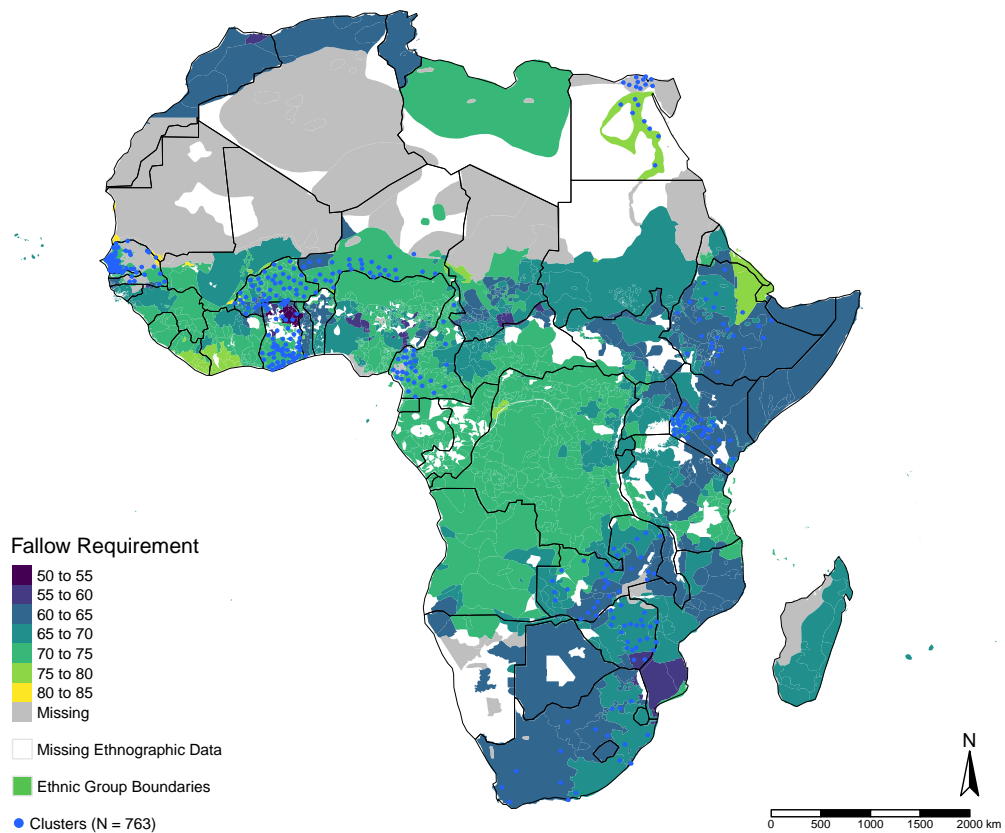 Fallow Requirement
50 to 55
55 to 60
60 to 65
65 to 70
70 to 75
75 to 80
80 to 85
Missing
Missing Ethnographic Data
Ethnic Group Boundaries
Clusters (N = 763)
N
0 500 1000 1500 2000 km